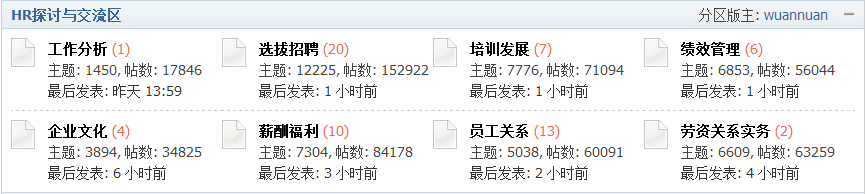 HR探讨与交流区 分区版主: wuannuan
工作分析 (1) 选拔招聘 (20) 培训发展 (7) 绩效管理 (6)
主题: 1450, 帖数: 17846 主题: 12225, 帖数: 152922 主题: 7776, 帖数: 71094 主题: 6853, 帖数: 56044
最后发表: 昨天 13:59 最后发表: 1 小时前 最后发表: 1 小时前 最后发表: 1 小时前
企业文化 (4) 薪酬福利 (10) 员工关系 (13) 劳资关系实务 (2)
主题: 3894, 帖数: 34825 主题: 7304, 帖数: 84178 主题: 5038, 帖数: 60091 主题: 6609, 帖数: 63259
最后发表: 6 小时前 最后发表: 3 小时前 最后发表: 2 小时前 最后发表: 4 小时前